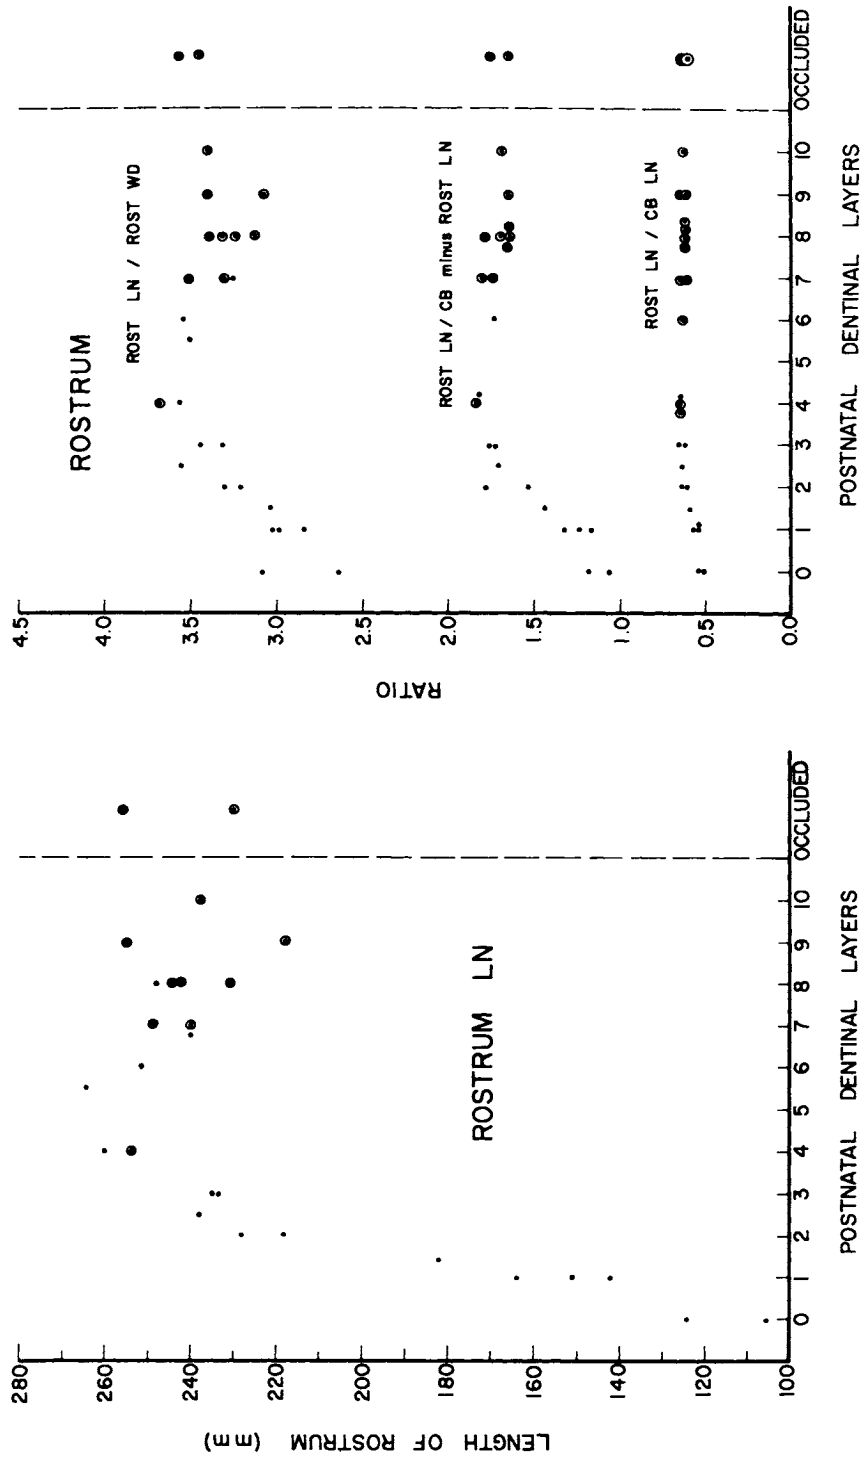 LENGTH OF ROSTRUM (mm)
280
260
240
220
200
180
160
140
120
100
ROSTRUM LN
0 1 2 3 4 5 6 7 8 9 10 OCCLUDED
POSTNATAL DENTINAL LAYERS
RATIO
4.5
4.0
3.5
3.0
2.5
2.0
1.5
1.0
0.5
0.0
ROSTRUM
ROST LN / ROST WD
ROST LN / CB minus ROST LN
ROST LN / CB LN
0 1 2 3 4 5 6 7 8 9 10 OCCLUDED
POSTNATAL DENTINAL LAYERS